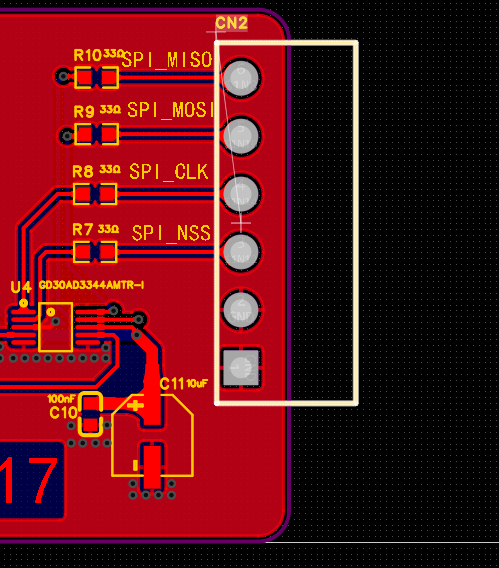 CN2
R10 33Ω SPI_MISO
R9 33Ω SPI_MOSI
R8 33Ω SPI_CLK
R7 33Ω SPI_NSS
U4 GD30AD3344AMTR-I
C11 10uF
100nF
C10
17